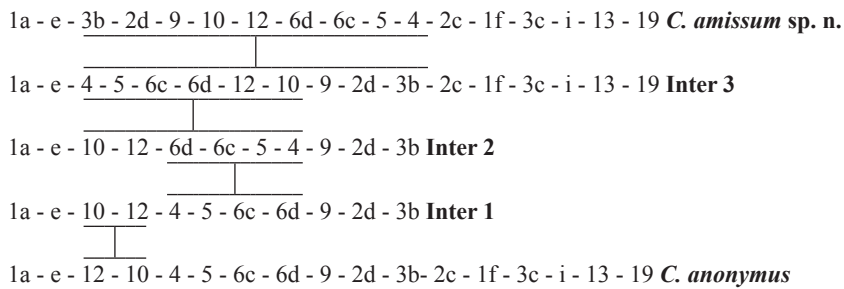 1a - e - 3b - 2d - 9 - 10 - 12 - 6d - 6c - 5 - 4 - 2c - 1f - 3c - i - 13 - 19 C. amissum sp. n.
1a - e - 4 - 5 - 6c - 6d - 12 - 10 - 9 - 2d - 3b - 2c - 1f - 3c - i - 13 - 19 Inter 3
1a - e - 10 - 12 - 6d - 6c - 5 - 4 - 9 - 2d - 3b Inter 2
1a - e - 10 - 12 - 4 - 5 - 6c - 6d - 9 - 2d - 3b Inter 1
1a - e - 12 - 10 - 4 - 5 - 6c - 6d - 9 - 2d - 3b- 2c - 1f - 3c - i - 13 - 19 C. anonymus